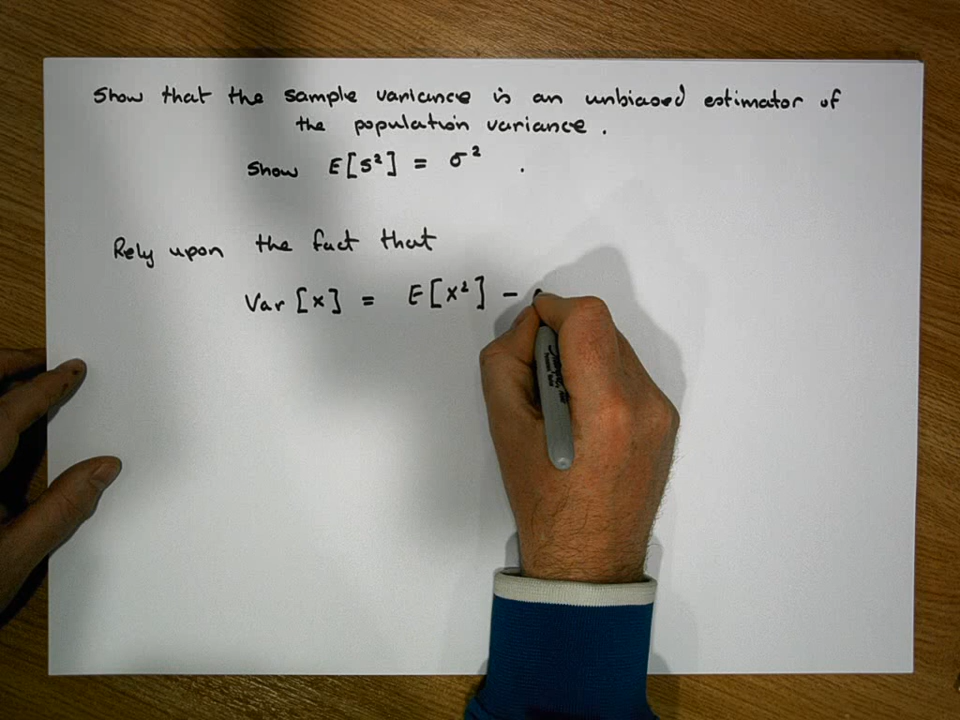 Show that the sample variance is an unbiased estimator of
the population variance.
Show E[S²] = σ² .
Rely upon the fact that
Var[X] = E[X²] -